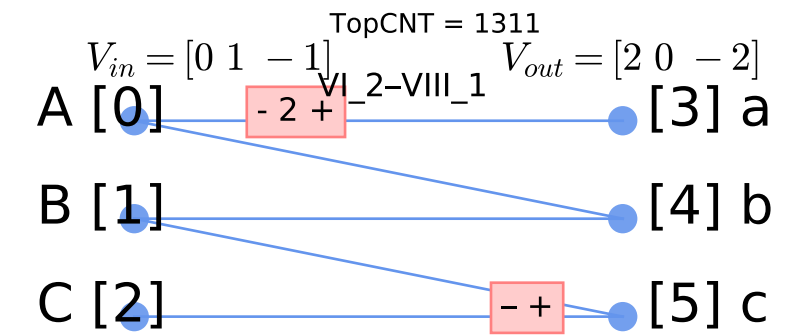 TopCNT = 1311
V_{in} = [0 1 − 1] V_{out} = [2 0 − 2]
VI_2–VIII_1
A [0] - 2 + [3] a
B [1] [4] b
C [2] – + [5] c